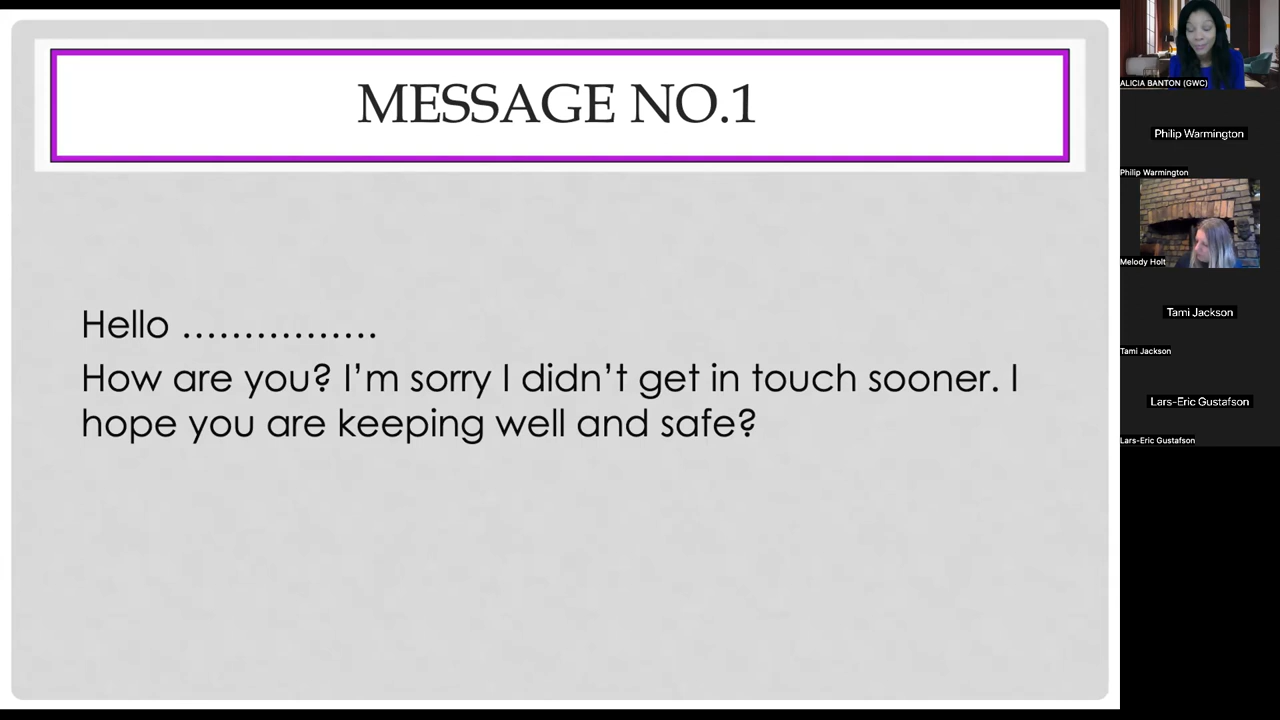 MESSAGE NO.1
Hello ................
How are you? I’m sorry I didn’t get in touch sooner. I
hope you are keeping well and safe?
ALICIA BANTON (GWC)
Philip Warmington
Philip Warmington
Melody Holt
Tami Jackson
Tami Jackson
Lars-Eric Gustafson
Lars-Eric Gustafson